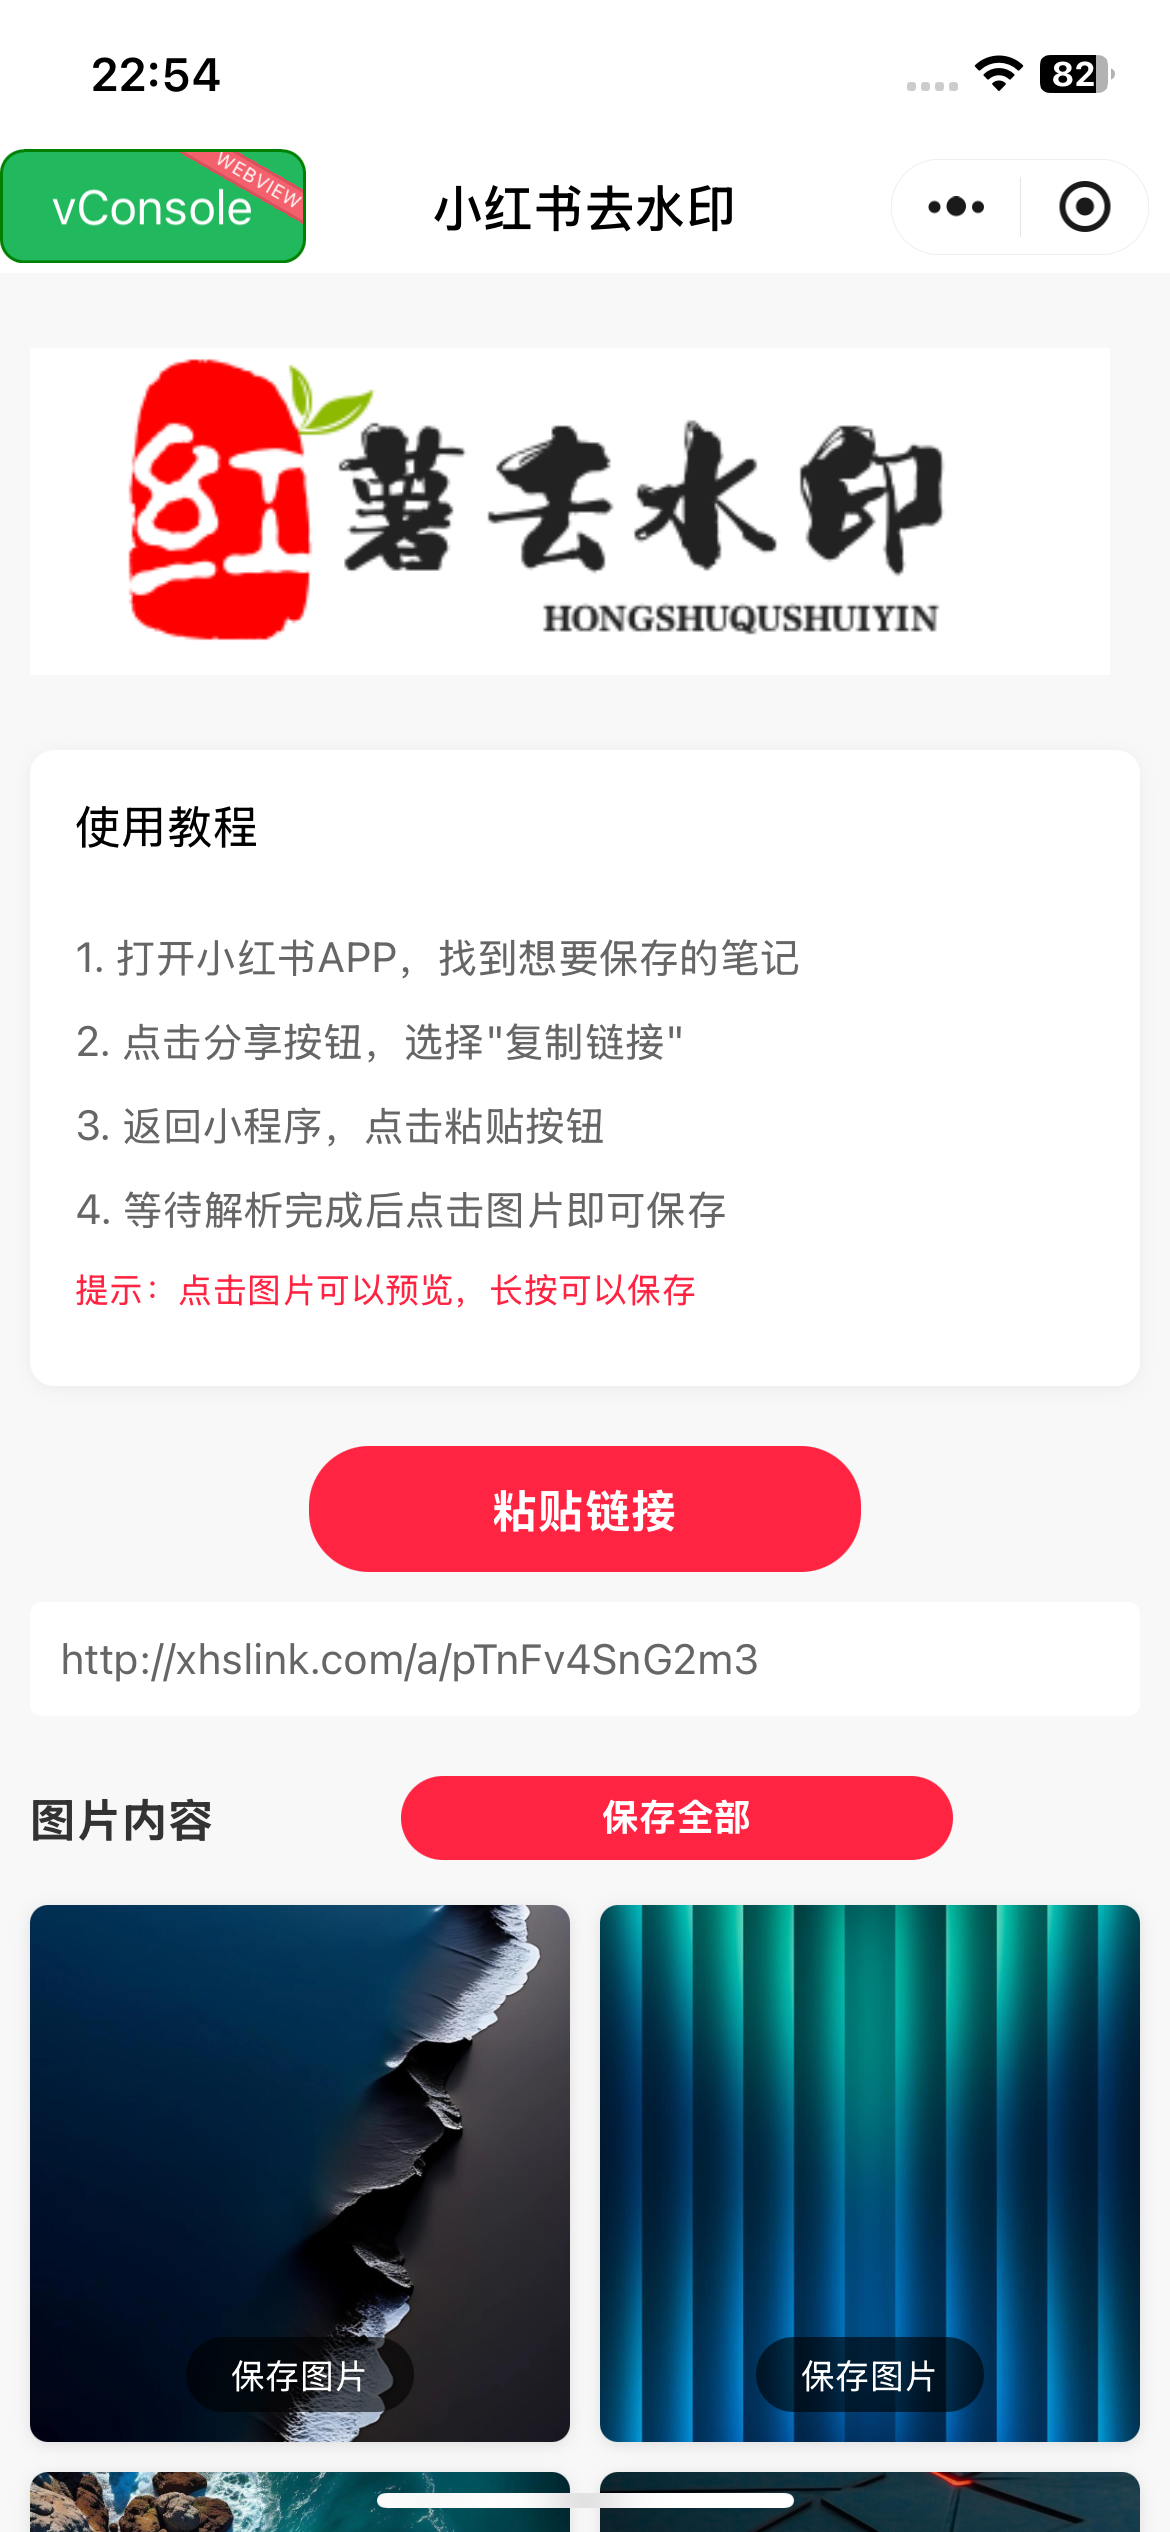 22:54
82
vConsole
WEBVIEW
小红书去水印
红薯去水印
HONGSHUQUSHUIYIN
使用教程
1. 打开小红书APP，找到想要保存的笔记
2. 点击分享按钮，选择"复制链接"
3. 返回小程序，点击粘贴按钮
4. 等待解析完成后点击图片即可保存
提示：点击图片可以预览，长按可以保存
粘贴链接
http://xhslink.com/a/pTnFv4SnG2m3
图片内容
保存全部
保存图片
保存图片